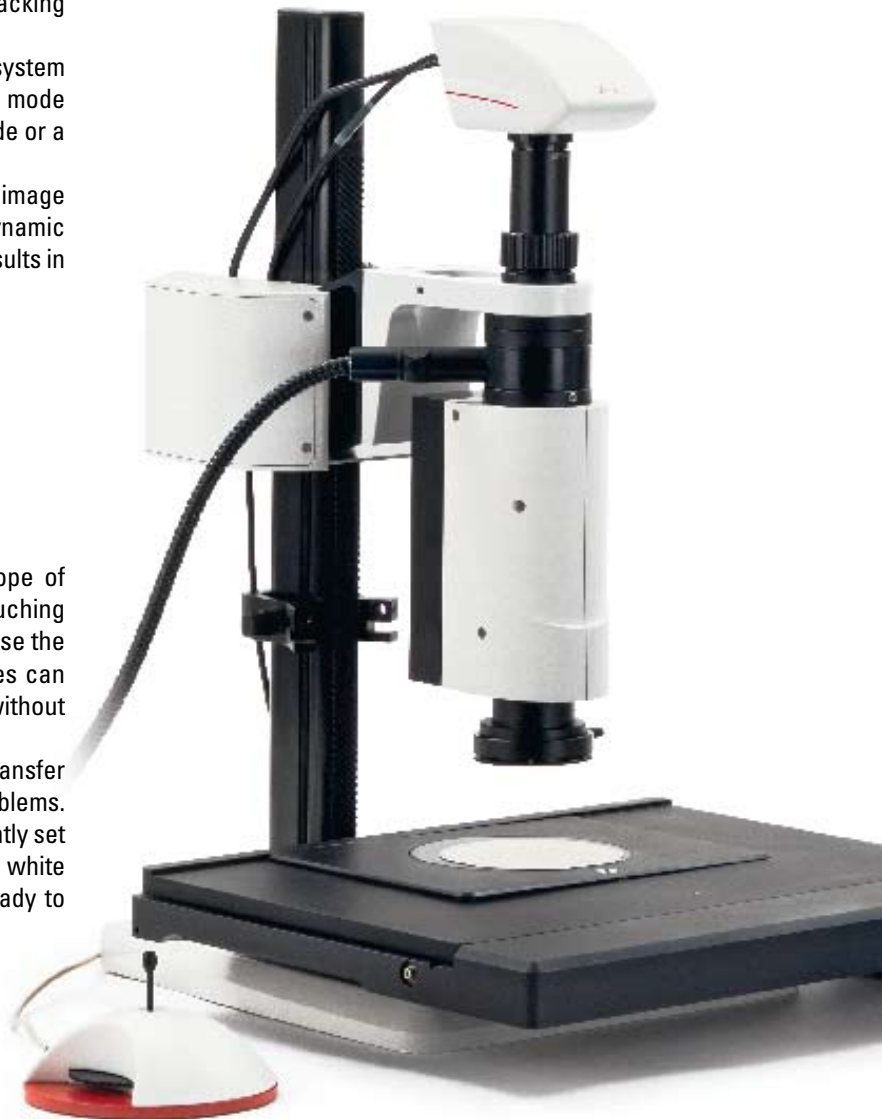 acking
system
mode
de or a
image
ynamic
sults in
ope of
uching
se the
es can
without
ansfer
blems.
ntly set
white
ady to